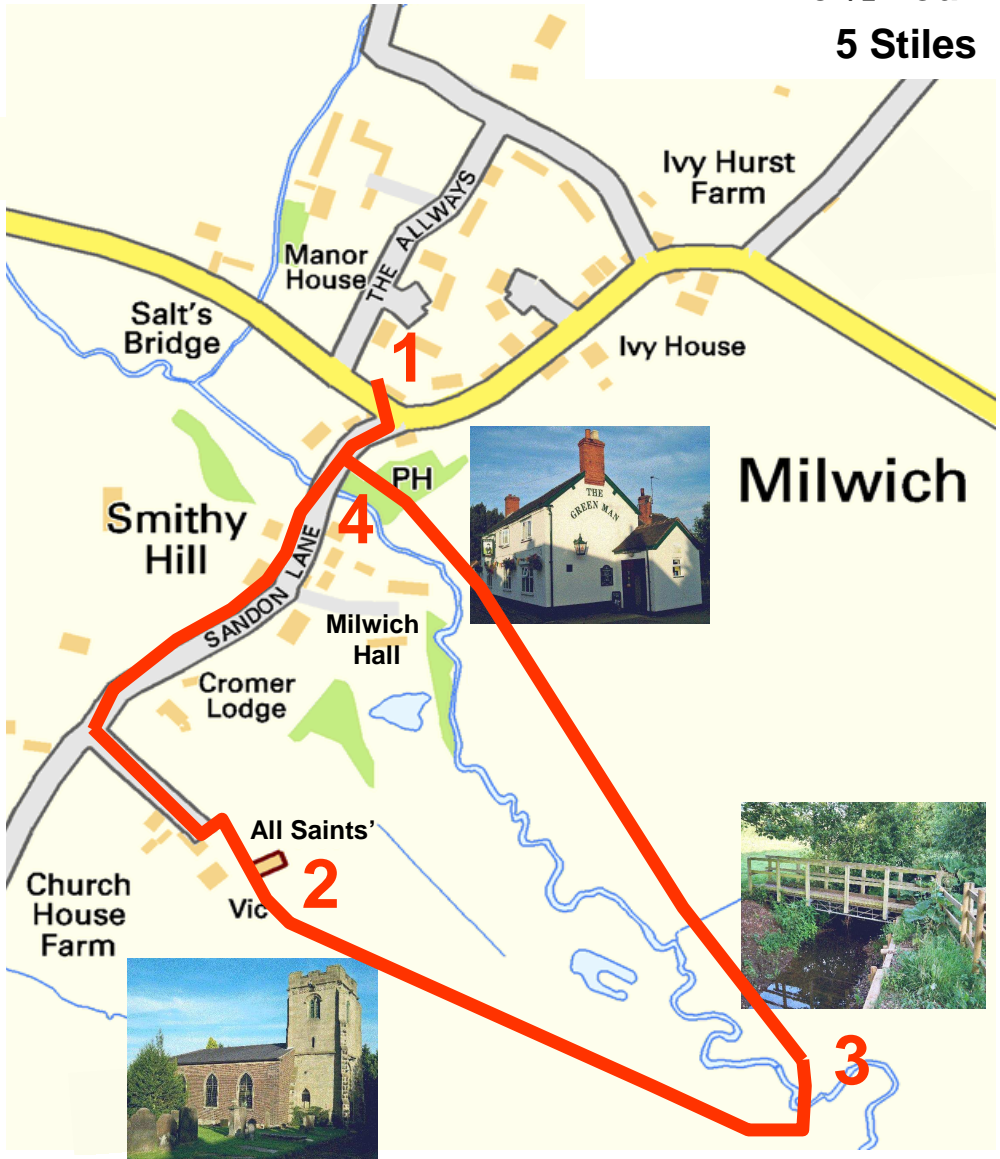 5 Stiles
Ivy Hurst
Farm
THE ALLWAYS
Manor
House
Salt's
Bridge
Ivy House
1
PH
Milwich
THE
GREEN MAN
4
Smithy
Hill
SANDON LANE
Milwich
Hall
Cromer
Lodge
All Saints'
2
Vic
Church
House
Farm
3